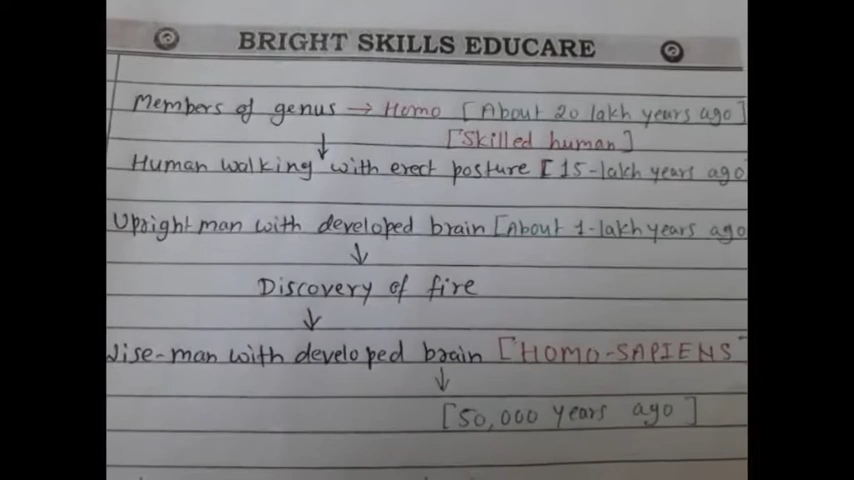 BRIGHT SKILLS EDUCARE
Members of genus → Homo [About 20 lakh years ago]
[Skilled human]
↓
Human walking with erect posture [15-lakh years ago
Upright man with developed brain [About 1-lakh years ago
↓
Discovery of fire
↓
ise-man with developed brain [HOMO-SAPIENS]
↓
[50,000 years ago]